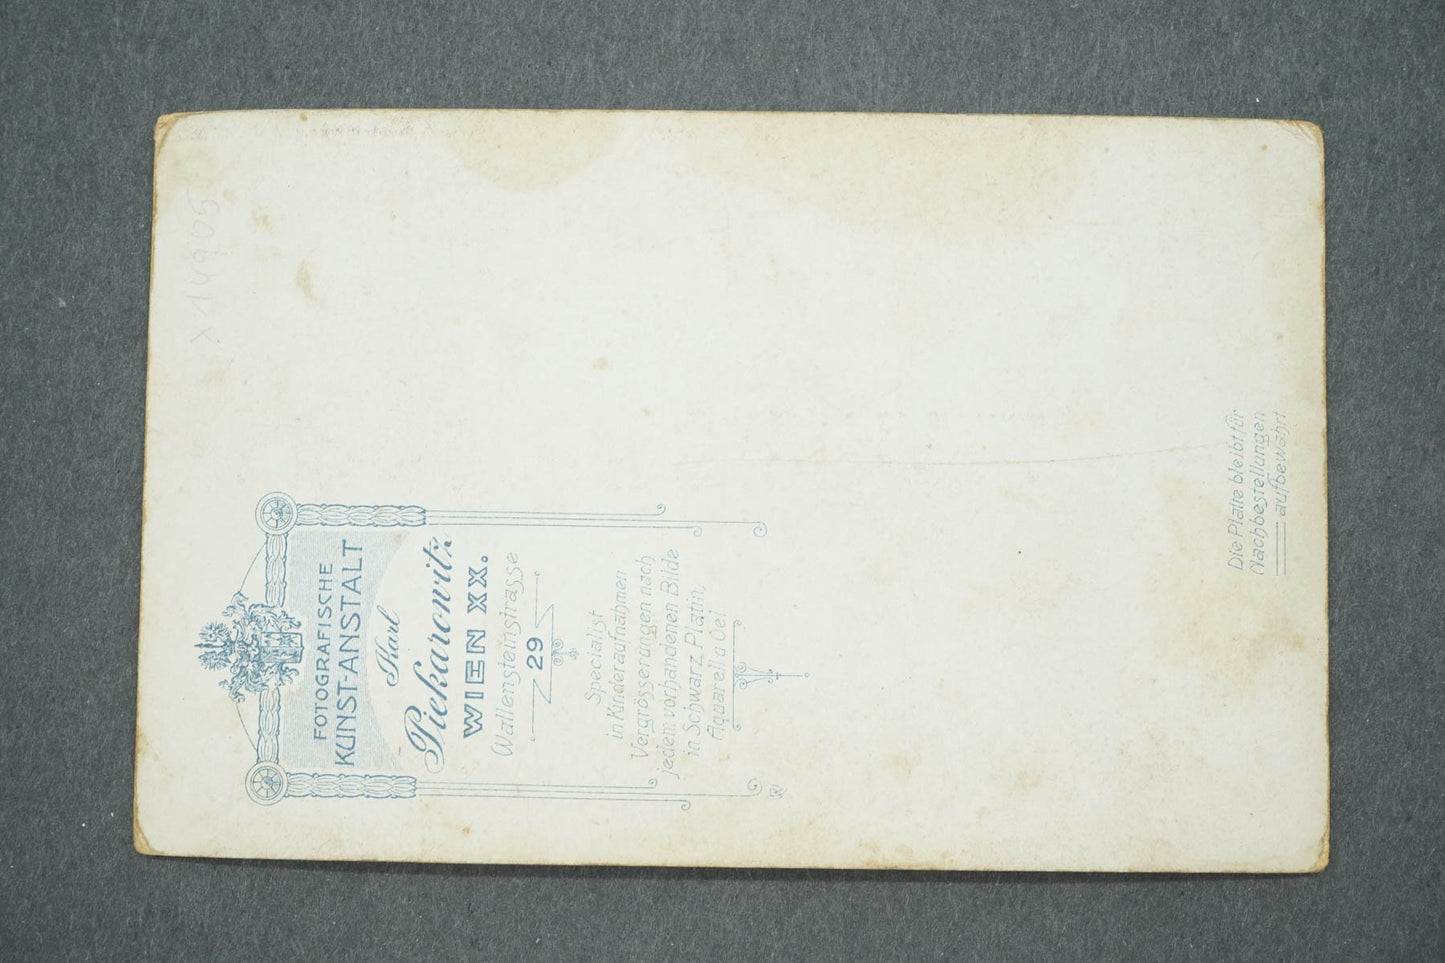 x 14905
FOTOGRAFISCHE
KUNST-ANSTALT
Karl
Piekarowitz
WIEN XX.
Wallensteinstrasse
29
Specialist
in Kinderaufnahmen
Vergrösserungen nach
jedem vorhandenen Bilde
in Schwarz, Platin,
Aquarell u Oel
Die Platte bleibt für
Nachbestellungen
aufbewahrt